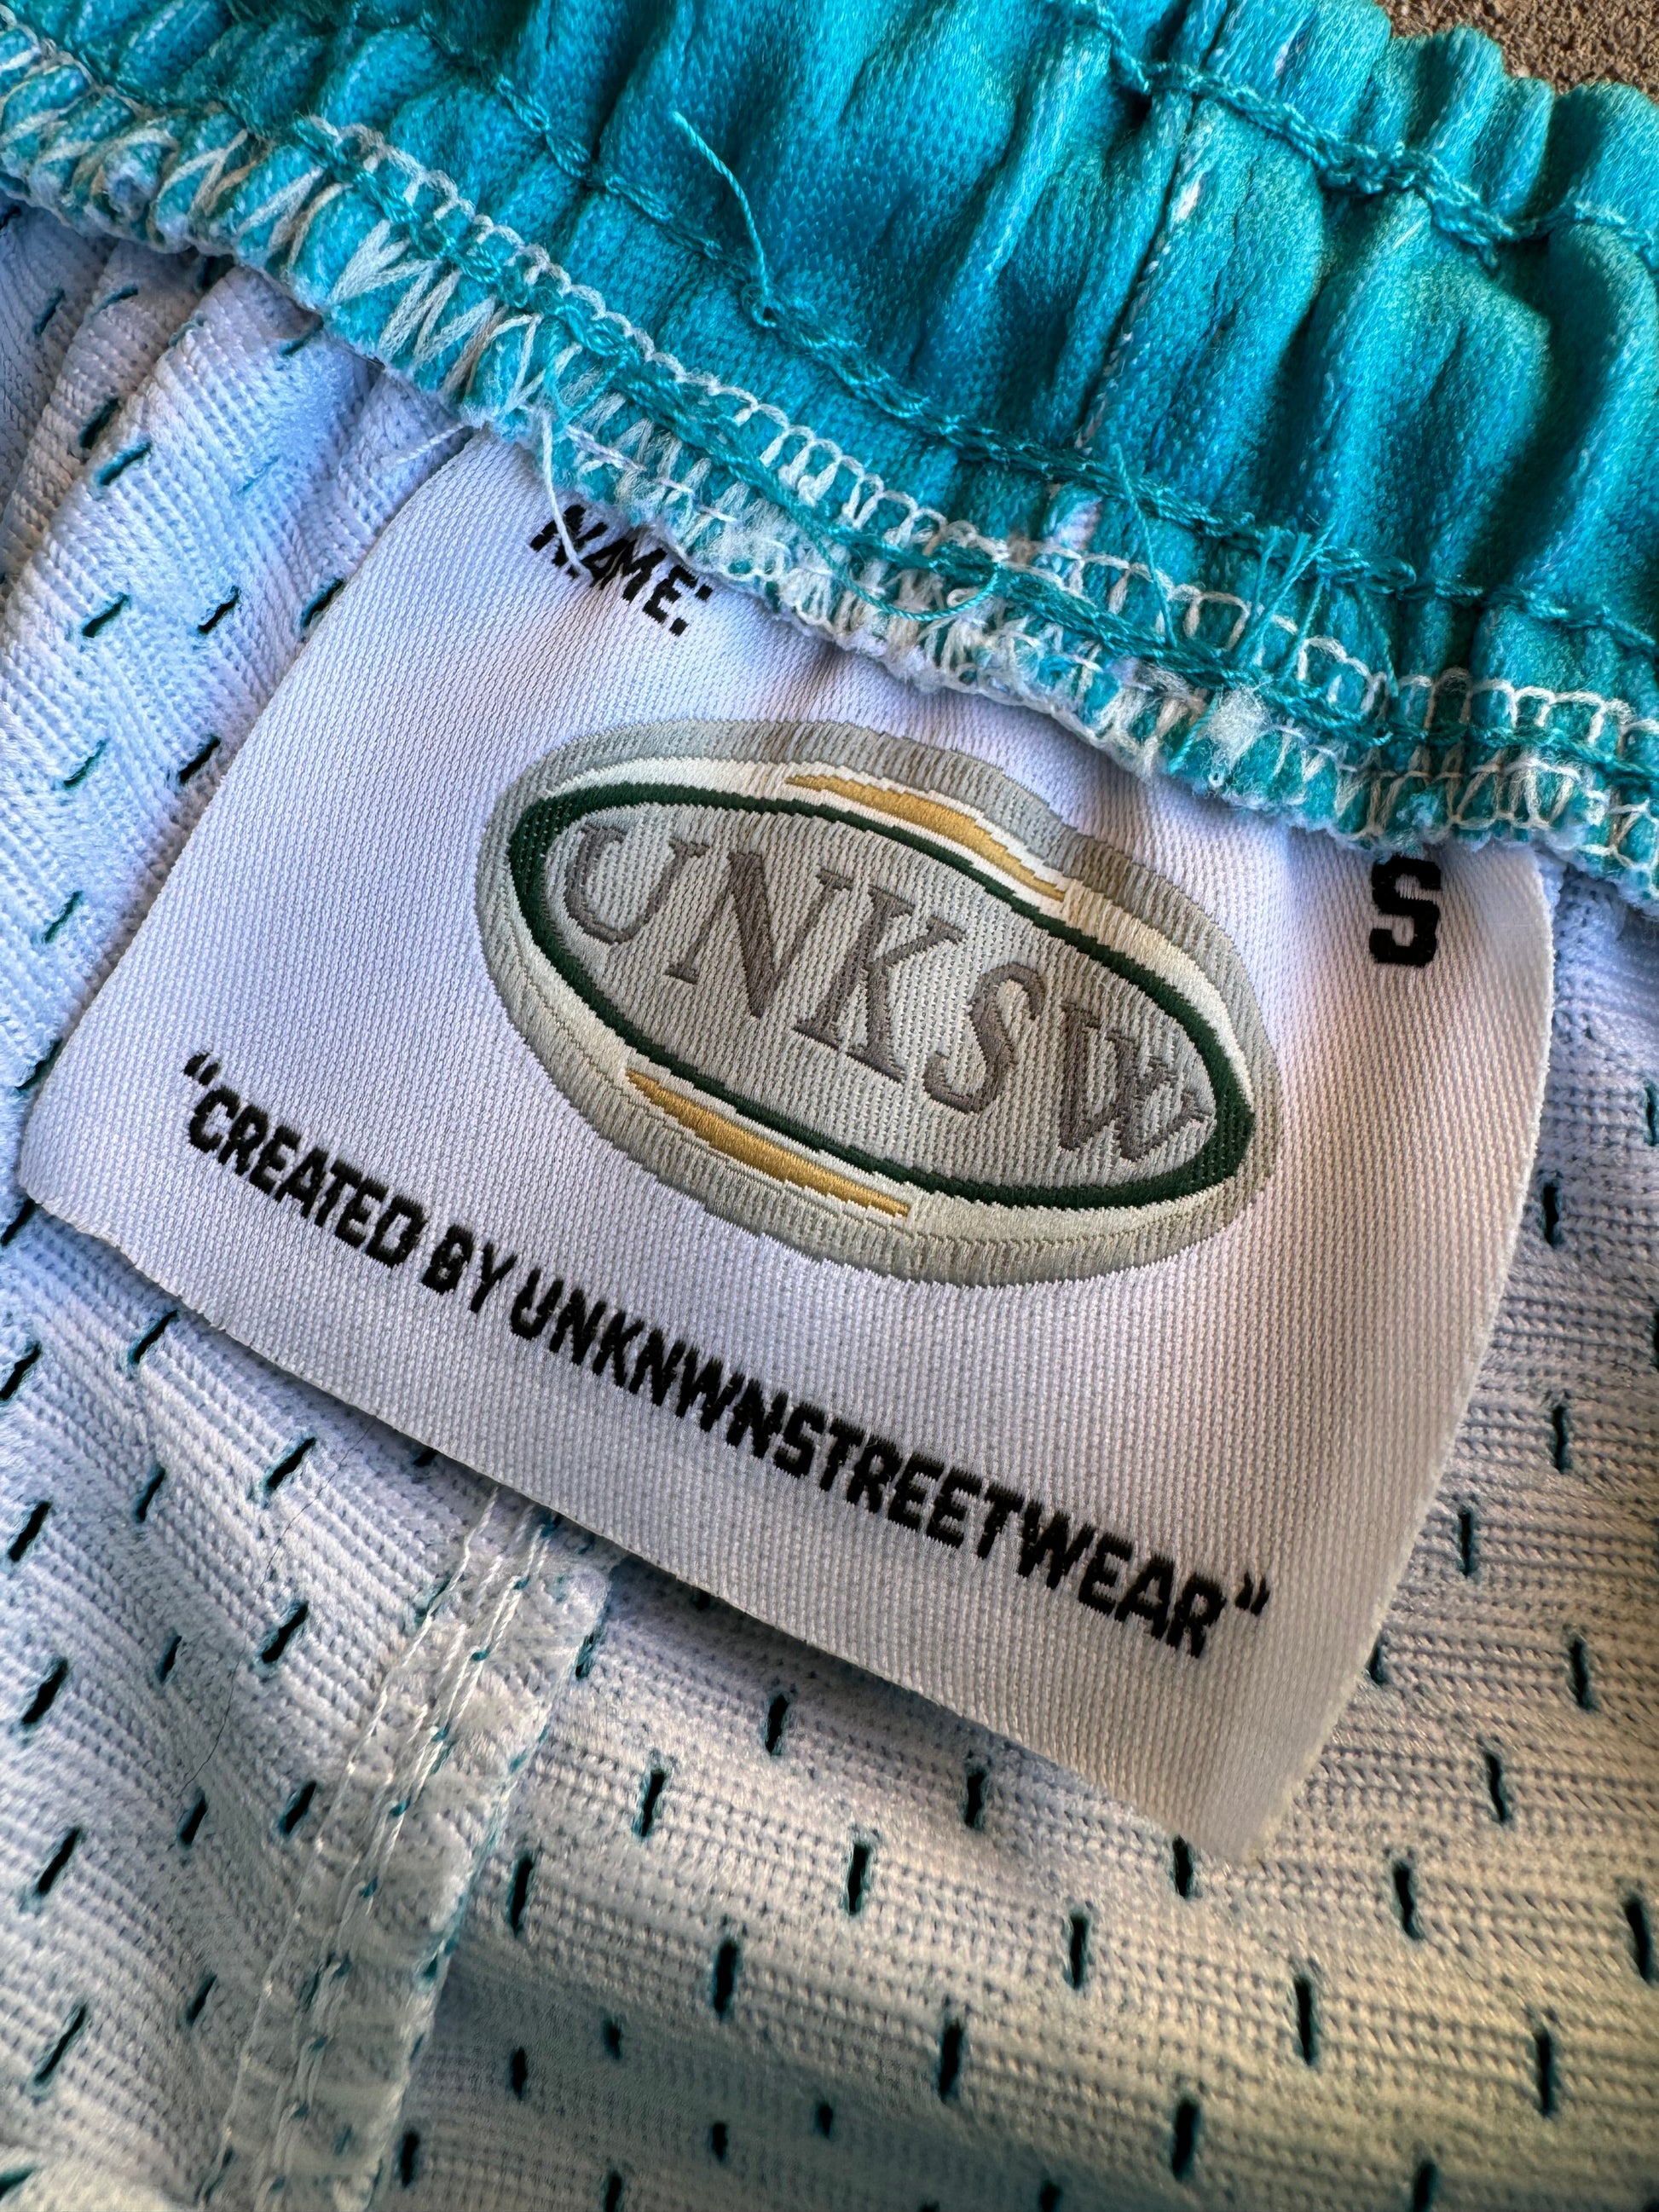 NAME:
S
UNKSW
“CREATED BY UNKNWNSTREETWEAR“